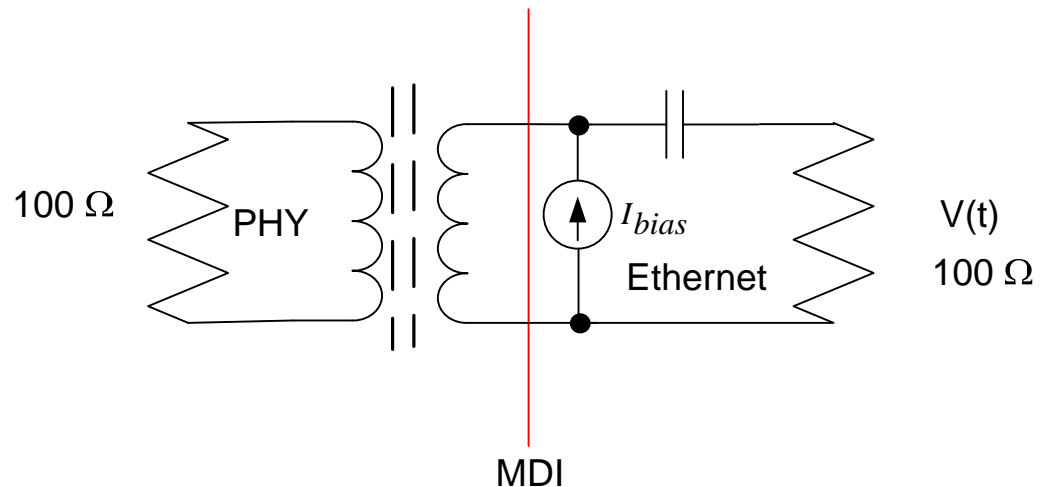 100 Ω
PHY
I_bias
Ethernet
V(t)
100 Ω
MDI